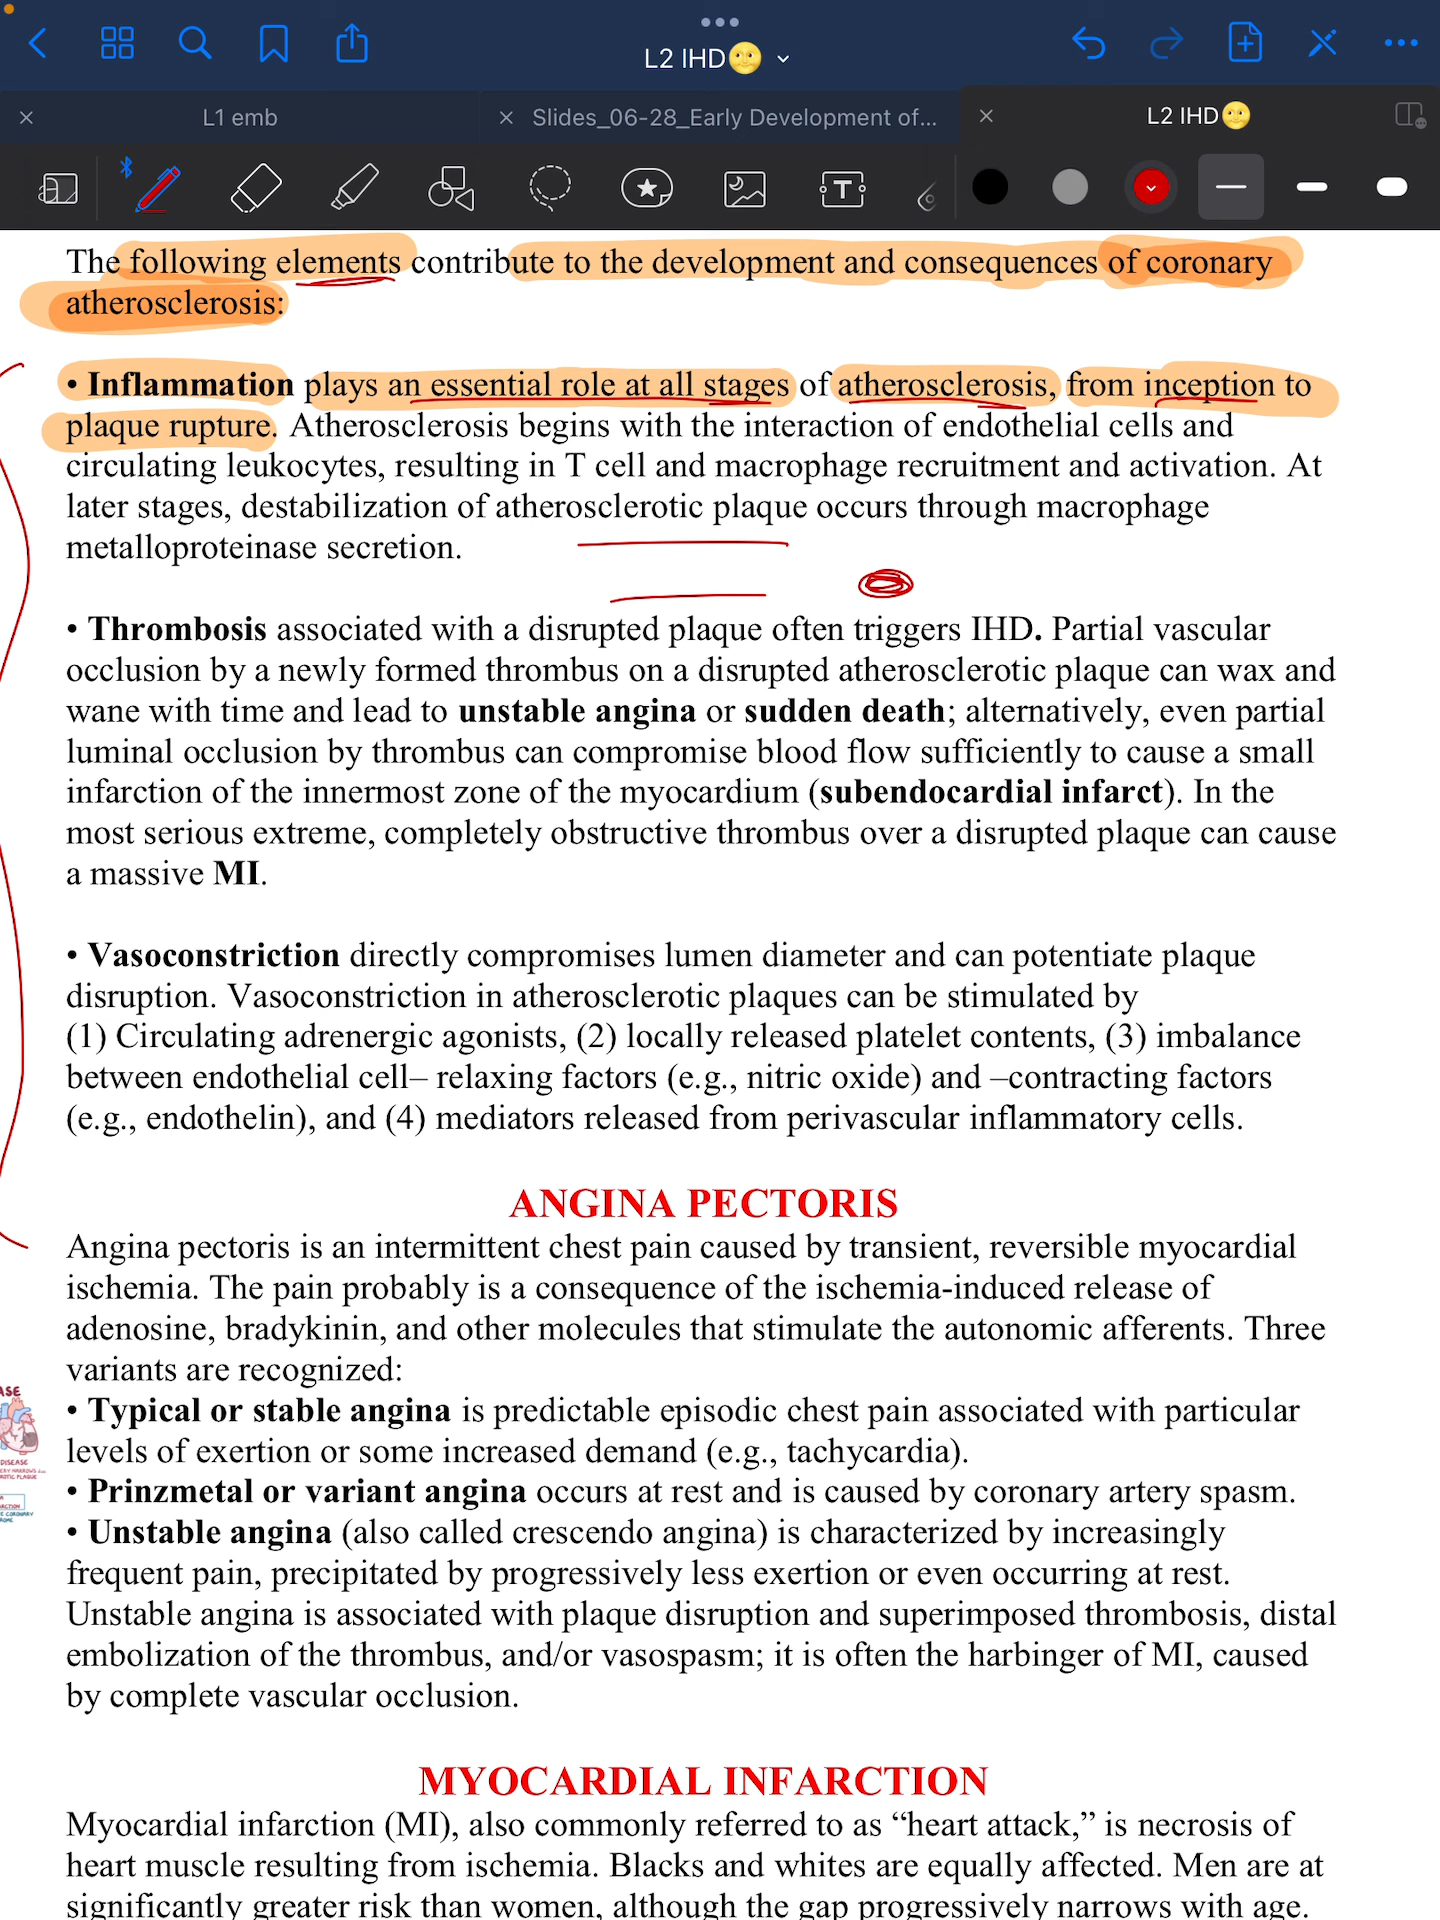 L2 IHD🌝
L1 emb
Slides_06-28_Early Development of...
L2 IHD🌝
The following elements contribute to the development and consequences of coronary
atherosclerosis:
• Inflammation plays an essential role at all stages of atherosclerosis, from inception to
plaque rupture. Atherosclerosis begins with the interaction of endothelial cells and
circulating leukocytes, resulting in T cell and macrophage recruitment and activation. At
later stages, destabilization of atherosclerotic plaque occurs through macrophage
metalloproteinase secretion.
• Thrombosis associated with a disrupted plaque often triggers IHD. Partial vascular
occlusion by a newly formed thrombus on a disrupted atherosclerotic plaque can wax and
wane with time and lead to unstable angina or sudden death; alternatively, even partial
luminal occlusion by thrombus can compromise blood flow sufficiently to cause a small
infarction of the innermost zone of the myocardium (subendocardial infarct). In the
most serious extreme, completely obstructive thrombus over a disrupted plaque can cause
a massive MI.
• Vasoconstriction directly compromises lumen diameter and can potentiate plaque
disruption. Vasoconstriction in atherosclerotic plaques can be stimulated by
(1) Circulating adrenergic agonists, (2) locally released platelet contents, (3) imbalance
between endothelial cell– relaxing factors (e.g., nitric oxide) and –contracting factors
(e.g., endothelin), and (4) mediators released from perivascular inflammatory cells.
ANGINA PECTORIS
Angina pectoris is an intermittent chest pain caused by transient, reversible myocardial
ischemia. The pain probably is a consequence of the ischemia-induced release of
adenosine, bradykinin, and other molecules that stimulate the autonomic afferents. Three
variants are recognized:
• Typical or stable angina is predictable episodic chest pain associated with particular
levels of exertion or some increased demand (e.g., tachycardia).
• Prinzmetal or variant angina occurs at rest and is caused by coronary artery spasm.
• Unstable angina (also called crescendo angina) is characterized by increasingly
frequent pain, precipitated by progressively less exertion or even occurring at rest.
Unstable angina is associated with plaque disruption and superimposed thrombosis, distal
embolization of the thrombus, and/or vasospasm; it is often the harbinger of MI, caused
by complete vascular occlusion.
DISEASE
MYOCARDIAL INFARCTION
Myocardial infarction (MI), also commonly referred to as “heart attack,” is necrosis of
heart muscle resulting from ischemia. Blacks and whites are equally affected. Men are at
significantly greater risk than women, although the gap progressively narrows with age.